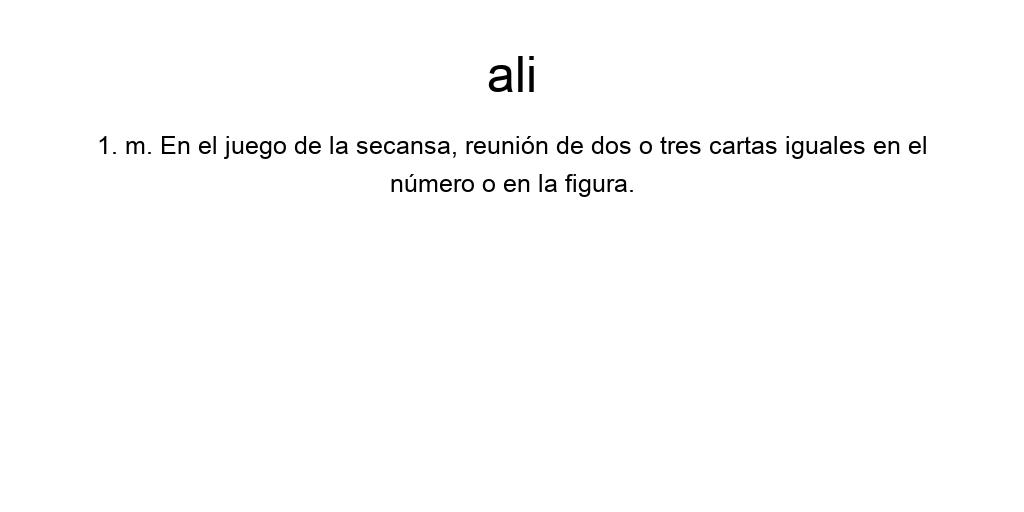 ali
1. m. En el juego de la secansa, reunión de dos o tres cartas iguales en el
número o en la figura.